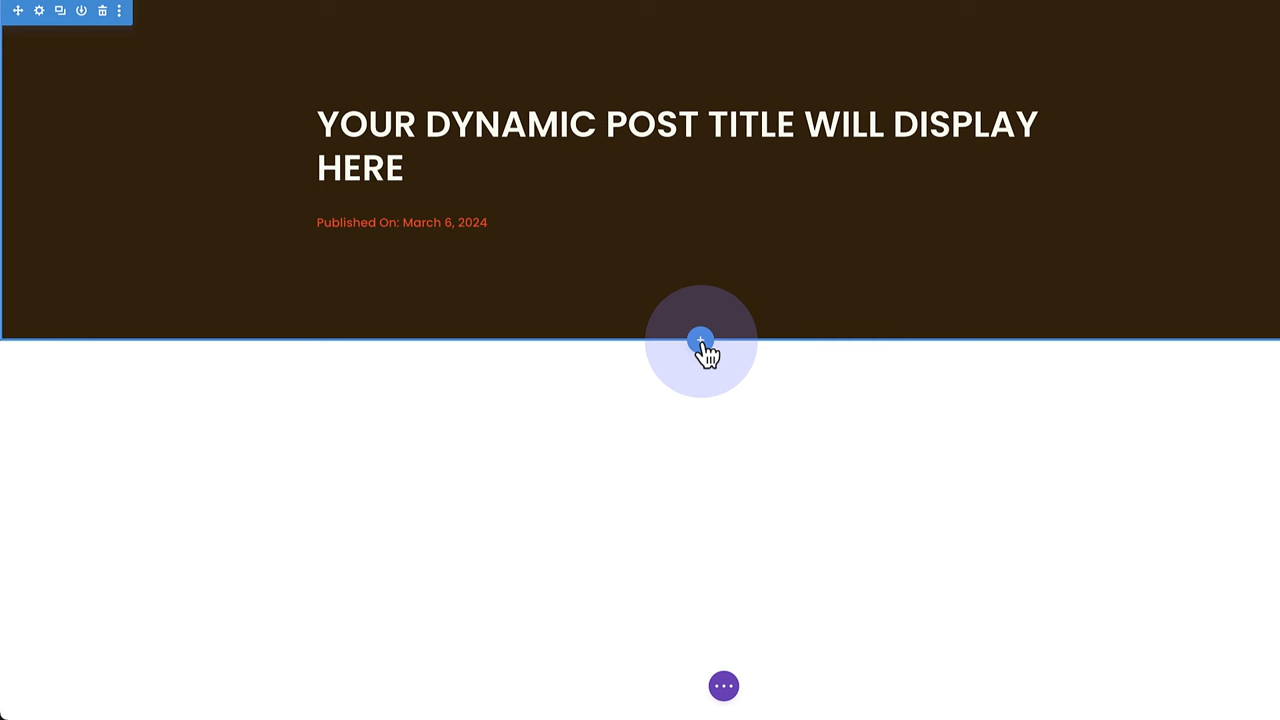 YOUR DYNAMIC POST TITLE WILL DISPLAY
HERE
Published On: March 6, 2024